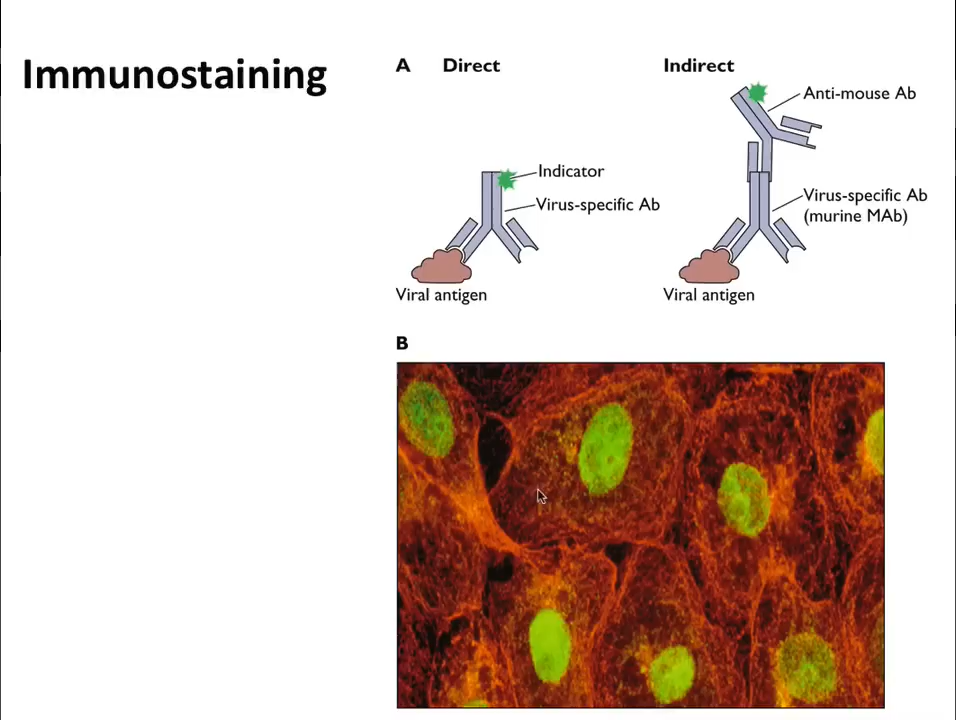 Immunostaining
A Direct
Indirect
Anti-mouse Ab
Indicator
Virus-specific Ab
Virus-specific Ab
(murine MAb)
Viral antigen
Viral antigen
B